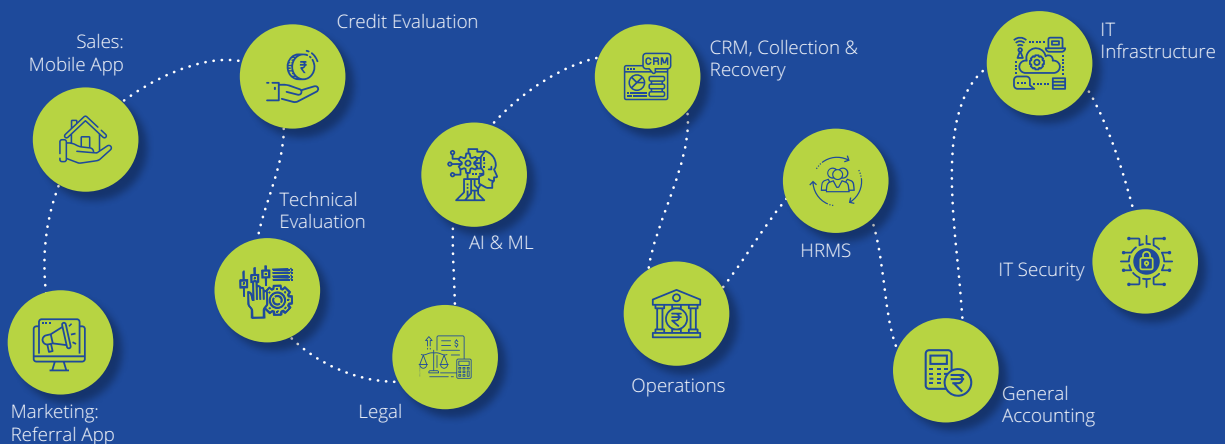 Marketing:
Referral App
Sales:
Mobile App
Credit Evaluation
Technical
Evaluation
Legal
AI & ML
CRM
CRM, Collection &
Recovery
Operations
HRMS
General
Accounting
IT
Infrastructure
IT Security